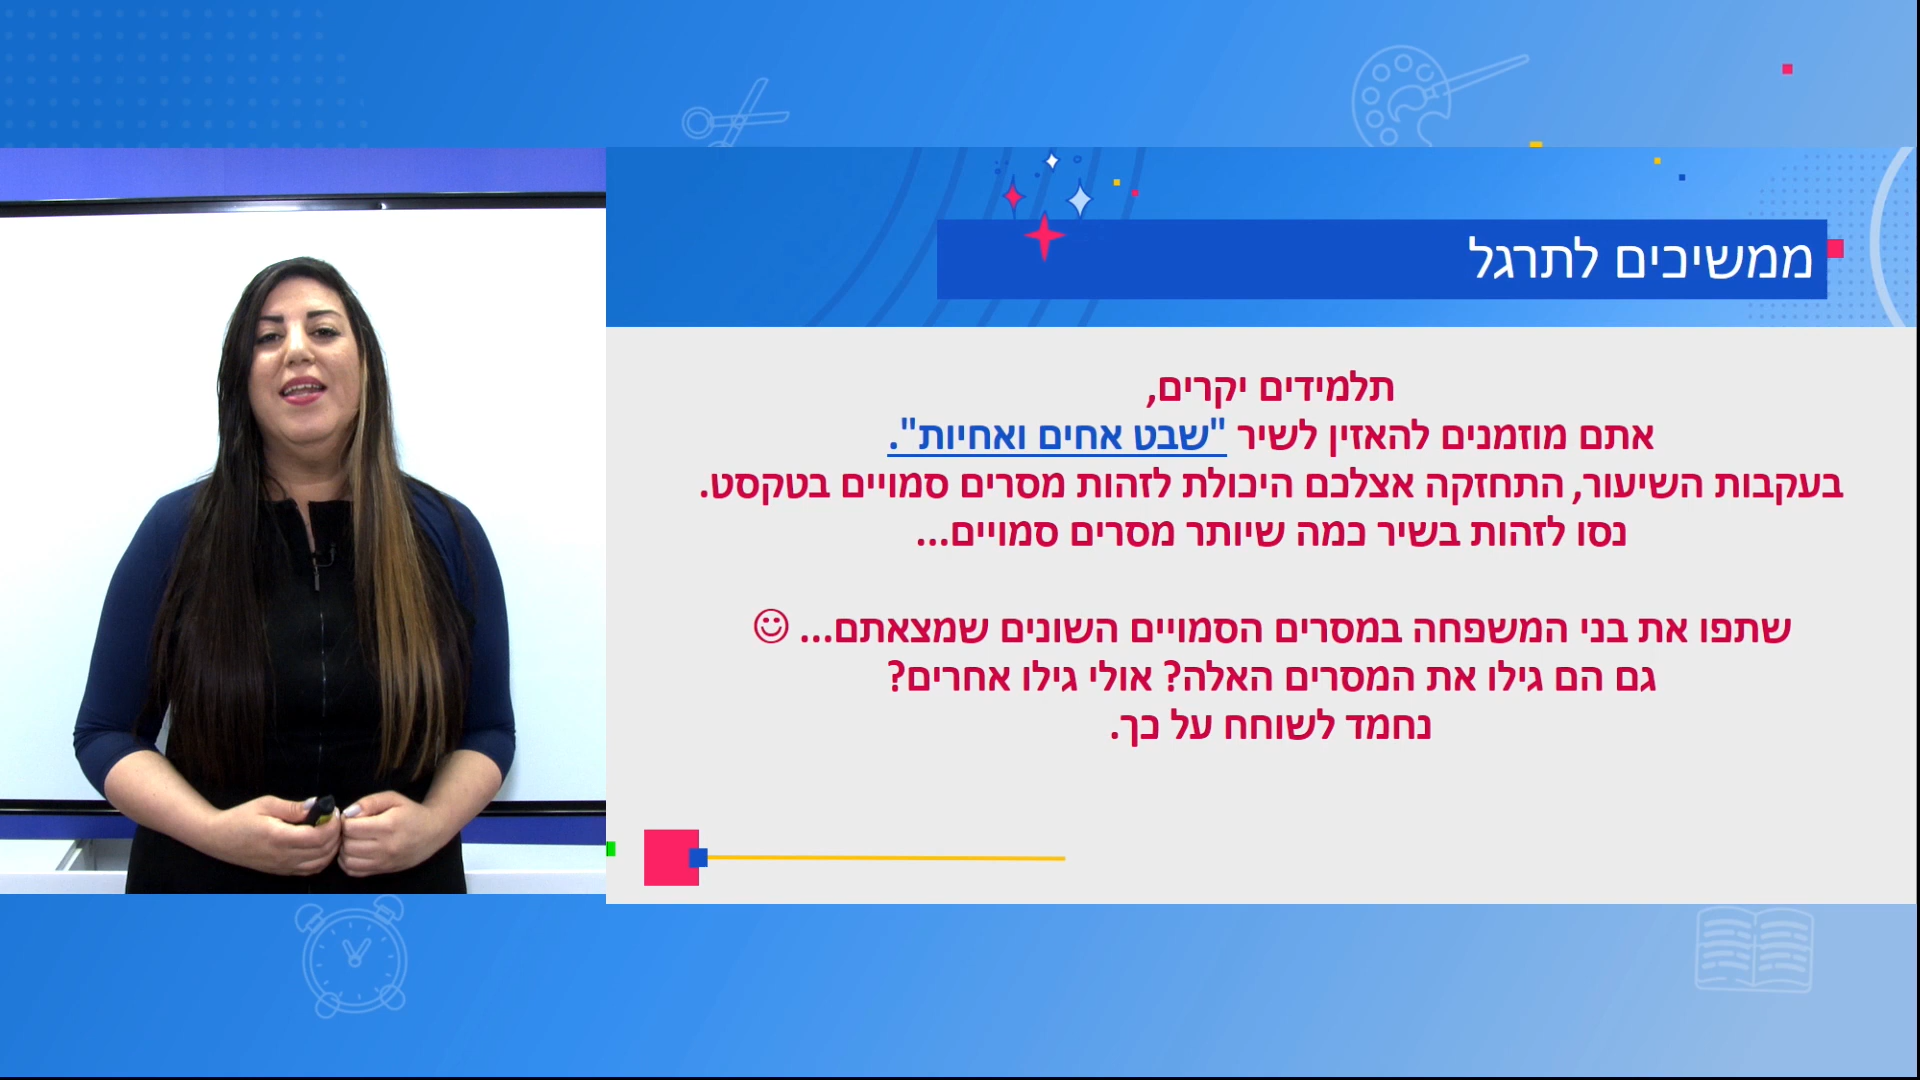 ממשיכים לתרגל
תלמידים יקרים,
אתם מוזמנים להאזין לשיר "שבט אחים ואחיות".
בעקבות השיעור, התחזקה אצלכם היכולת לזהות מסרים סמויים בטקסט.
נסו לזהות בשיר כמה שיותר מסרים סמויים...
שתפו את בני המשפחה במסרים הסמויים השונים שמצאתם... ☺
גם הם גילו את המסרים האלה? אולי גילו אחרים?
נחמד לשוחח על כך.